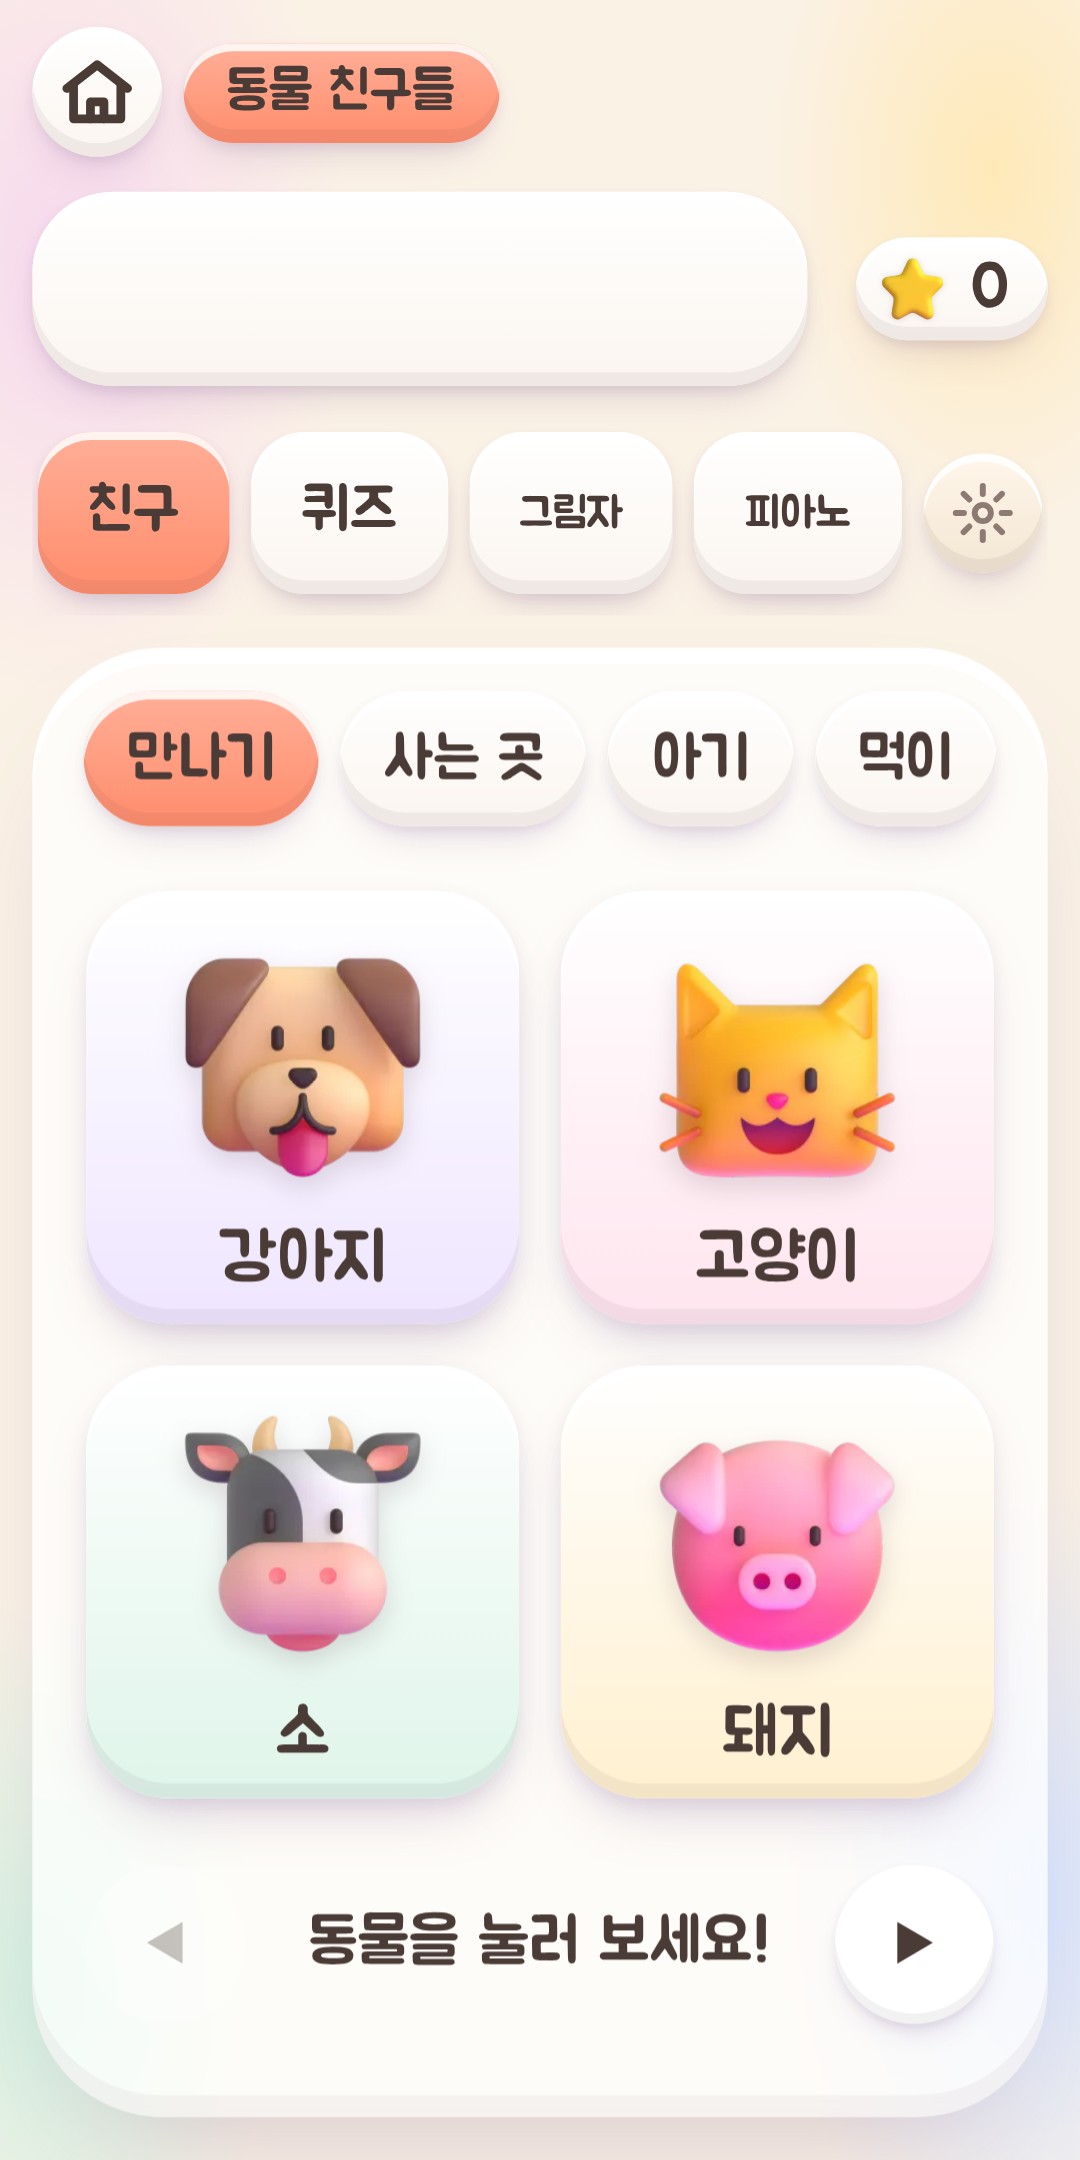 동물 친구들
0
친구 퀴즈 그림자 피아노
만나기 사는 곳 아기 먹이
강아지 고양이
소 돼지
동물을 눌러 보세요!